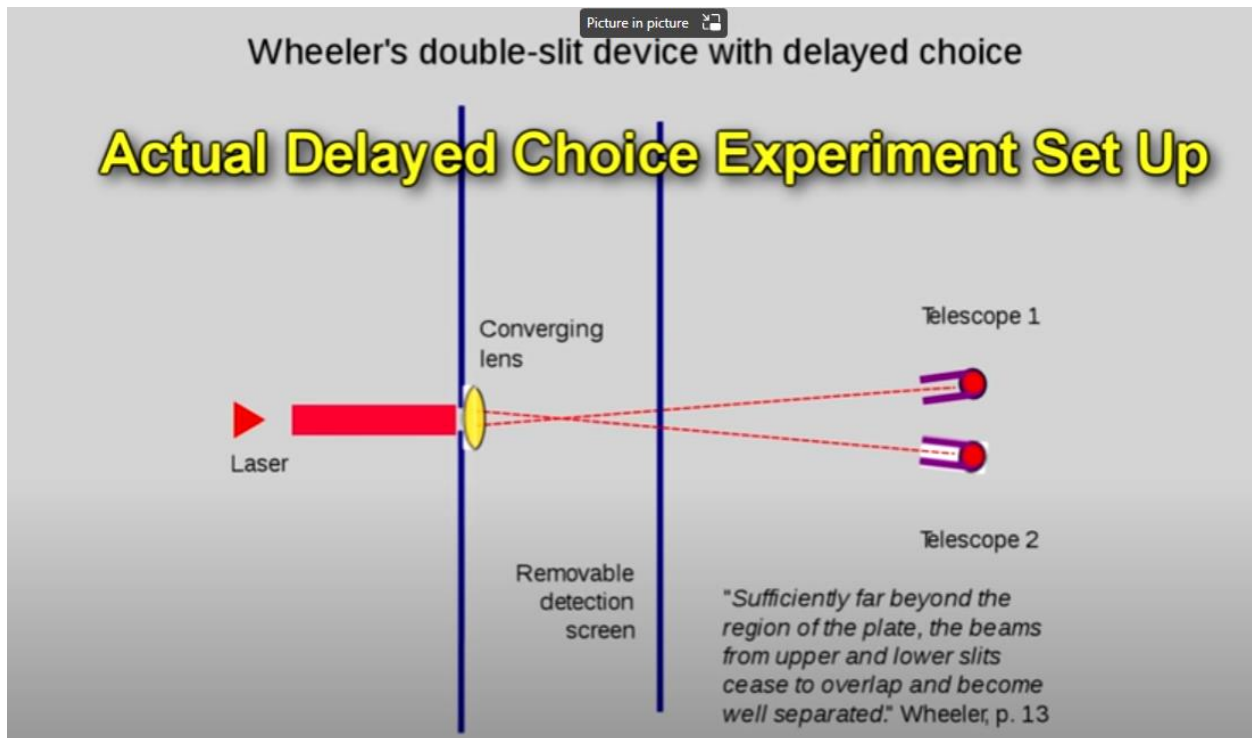 Picture in picture
Wheeler's double-slit device with delayed choice
Actual Delayed Choice Experiment Set Up
Converging
lens
Laser
Telescope 1
Telescope 2
Removable
detection
screen
"Sufficiently far beyond the
region of the plate, the beams
from upper and lower slits
cease to overlap and become
well separated." Wheeler, p. 13